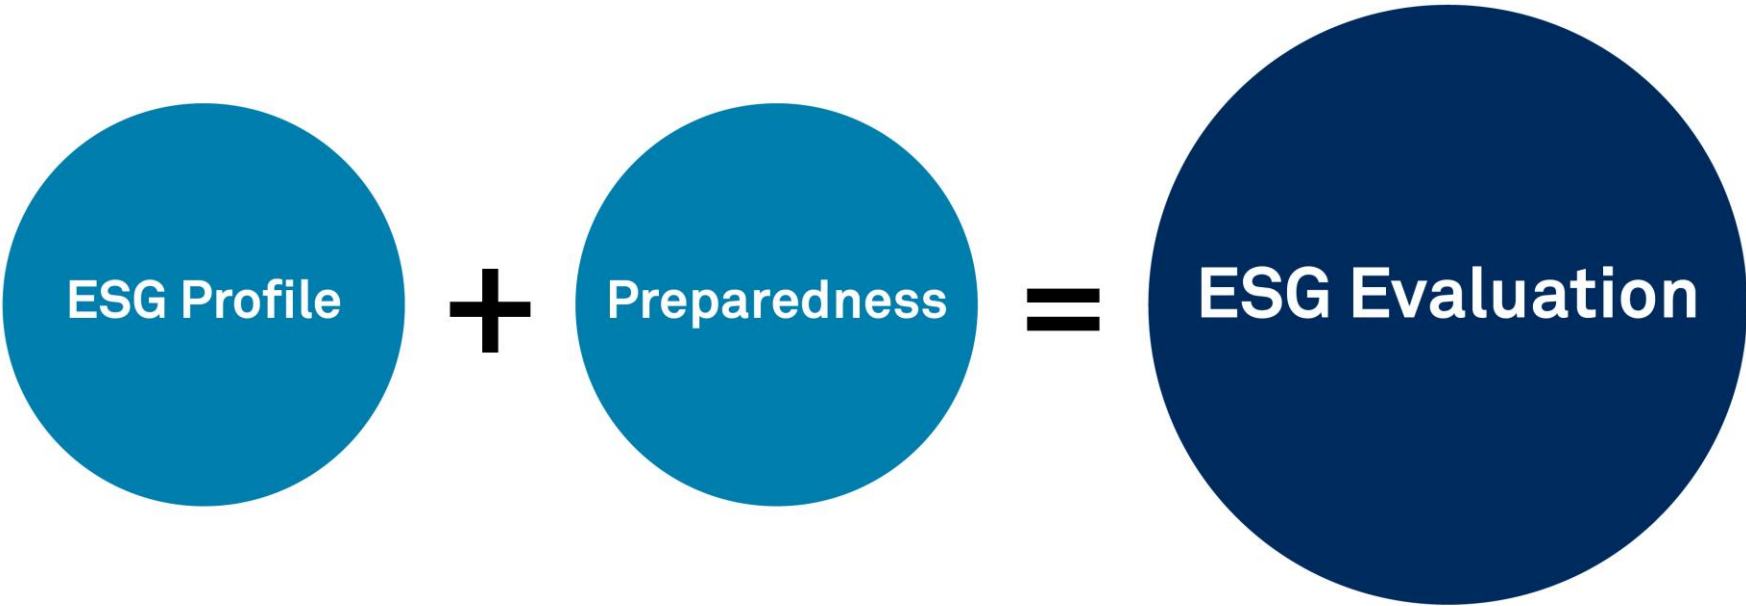 ESG Profile
+
Preparedness
=
ESG Evaluation